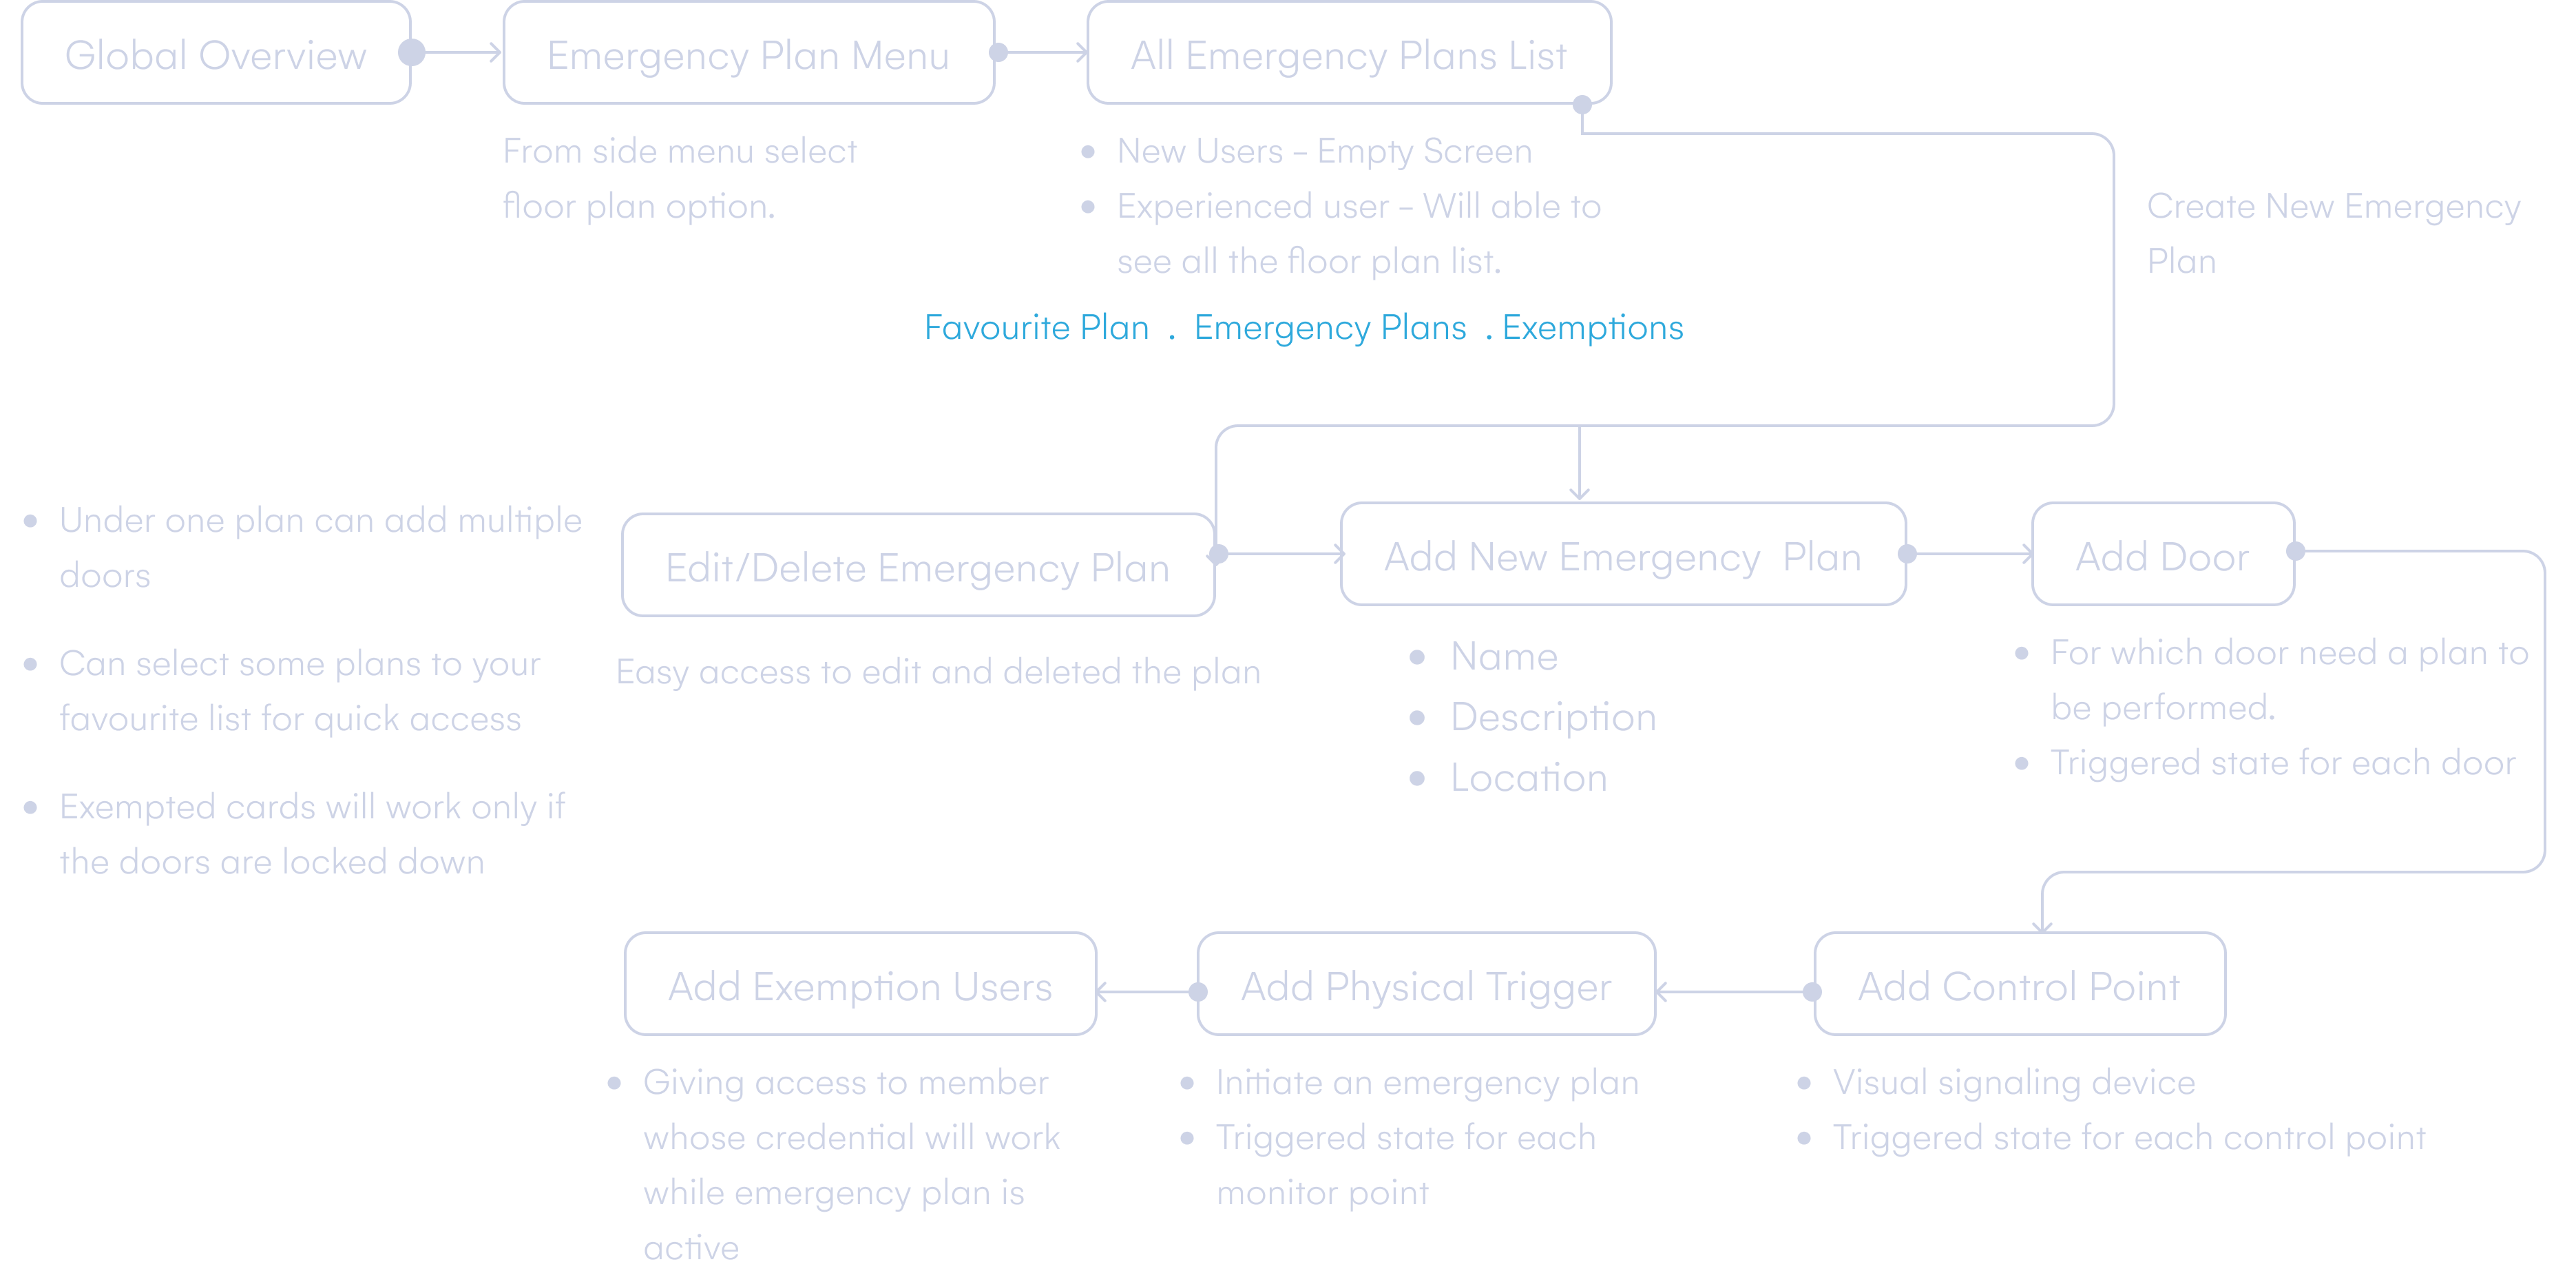 Global Overview
Emergency Plan Menu
All Emergency Plans List
From side menu select
floor plan option.
• New Users – Empty Screen
• Experienced user – Will able to
see all the floor plan list.
Create New Emergency
Plan
Favourite Plan . Emergency Plans . Exemptions
• Under one plan can add multiple
doors
• Can select some plans to your
favourite list for quick access
• Exempted cards will work only if
the doors are locked down
Edit/Delete Emergency Plan
Easy access to edit and deleted the plan
Add New Emergency Plan
• Name
• Description
• Location
Add Door
• For which door need a plan to
be performed.
• Triggered state for each door
Add Control Point
• Visual signaling device
• Triggered state for each control point
Add Physical Trigger
• Initiate an emergency plan
• Triggered state for each
monitor point
Add Exemption Users
• Giving access to member
whose credential will work
while emergency plan is
active